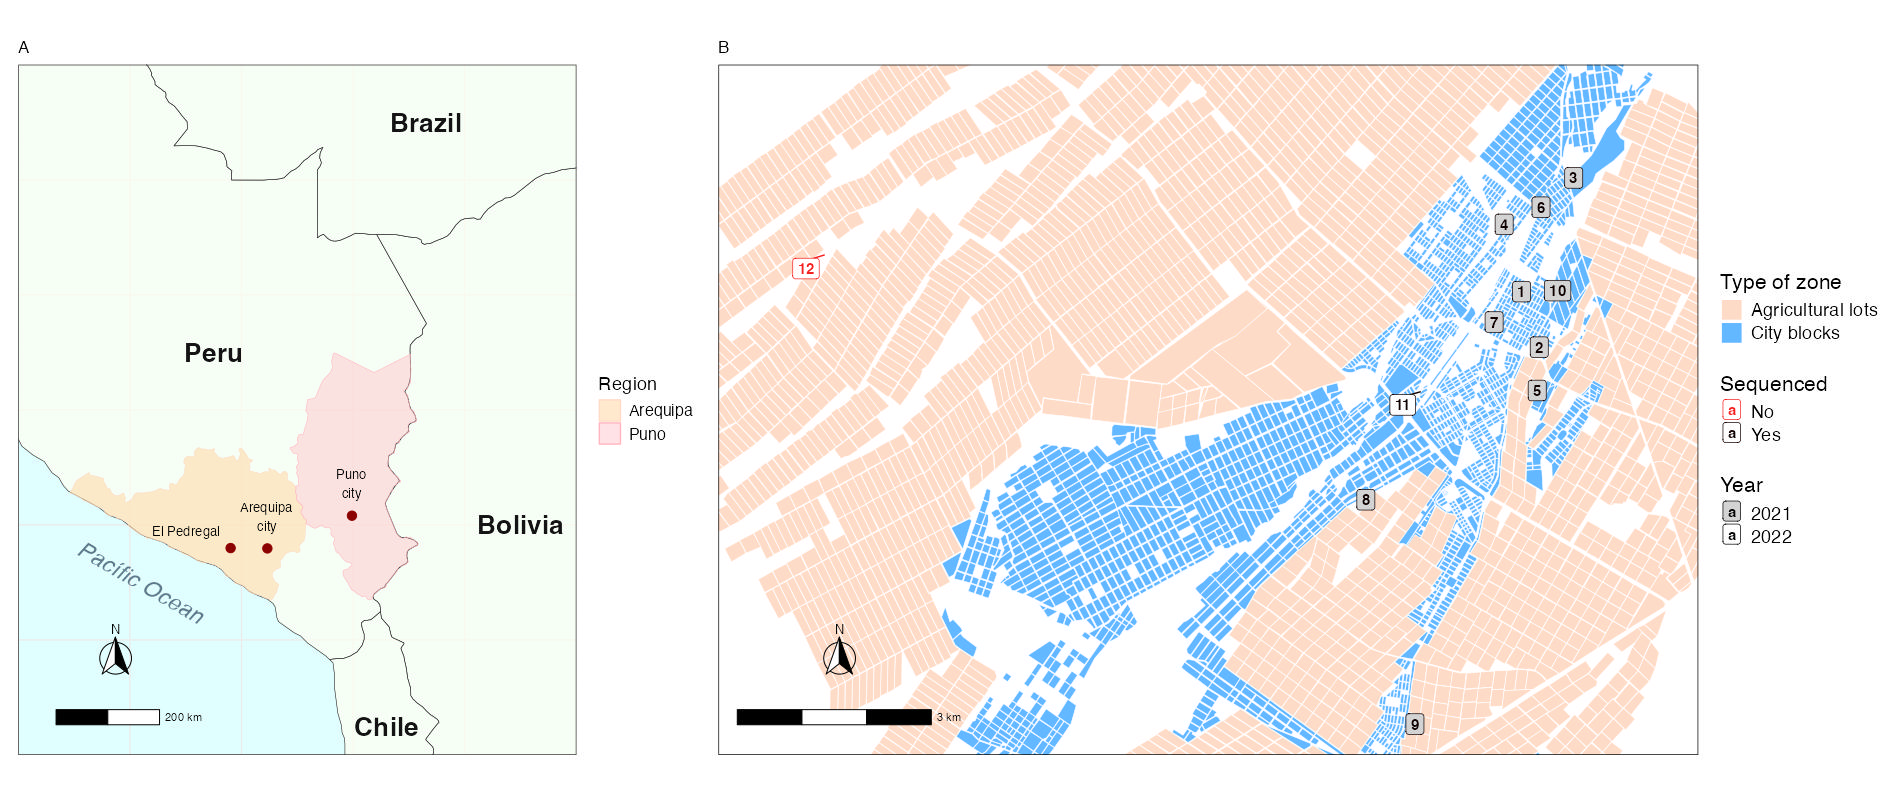 A
Brazil
Peru
Puno
city
Arequipa
city
El Pedregal
Bolivia
Pacific Ocean
N
200 km
Chile
Region
Arequipa
Puno
B
3
6
4
12
1
10
7
2
5
11
8
9
N
3 km
Type of zone
Agricultural lots
City blocks
Sequenced
a No
a Yes
Year
a 2021
a 2022